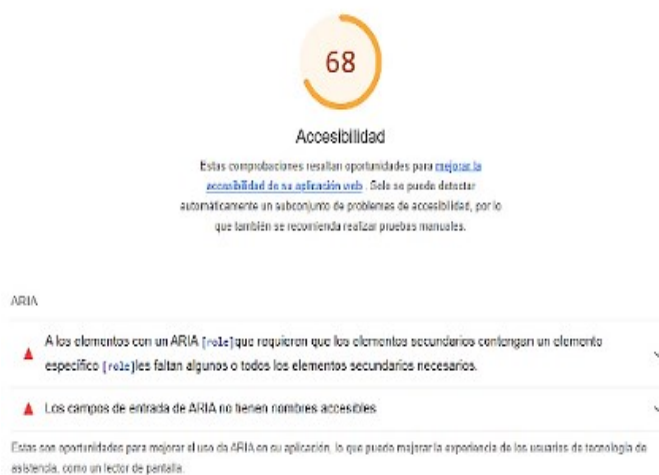 68
Accesibilidad
Estas comprobaciones resaltan oportunidades para mejorar la
accesibilidad de su aplicación web . Solo se puede detectar
automáticamente un subconjunto de problemas de accesibilidad, por lo
que también se recomienda realizar pruebas manuales.
ARIA
A los elementos con un ARIA [role]que requieren que los elementos secundarios contengan un elemento
específico [role]les faltan algunos o todos los elementos secundarios necesarios.
Los campos de entrada de ARIA no tienen nombres accesibles
Estas son oportunidades para mejorar el uso de ARIA en su aplicación, lo que puede mejorar la experiencia de los usuarios de tecnología de
asistencia, como un lector de pantalla.